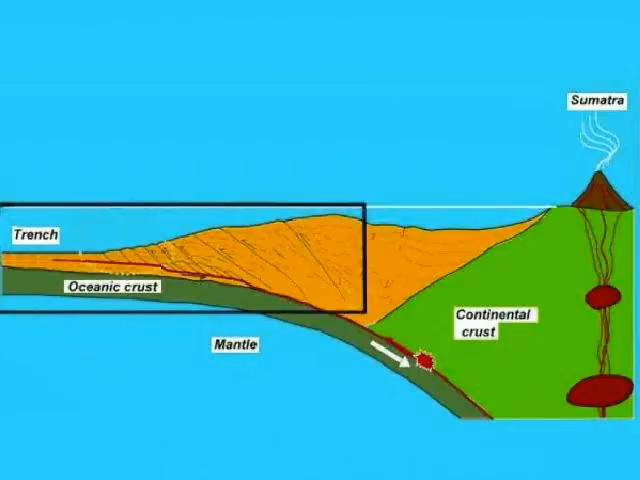 Sumatra
Trench
Oceanic crust
Continental
crust
Mantle